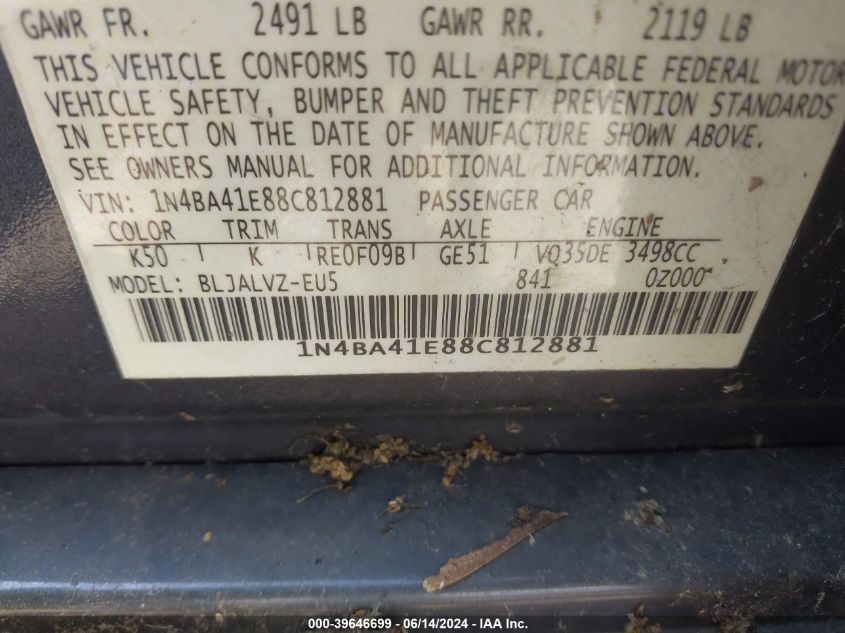 GAWR FR. 2491 LB GAWR RR. 2119 LB
THIS VEHICLE CONFORMS TO ALL APPLICABLE FEDERAL MOTOR
VEHICLE SAFETY, BUMPER AND THEFT PREVENTION STANDARDS
IN EFFECT ON THE DATE OF MANUFACTURE SHOWN ABOVE.
SEE OWNERS MANUAL FOR ADDITIONAL INFORMATION.
VIN: 1N4BA41E88C812881 PASSENGER CAR
COLOR TRIM TRANS AXLE ENGINE
K50 K RE0F09B GE51 VQ35DE 3498CC
MODEL: BLJALVZ-EU5 841 0Z000*
1N4BA41E88C812881
000-39646699 - 06/14/2024 - IAA Inc.